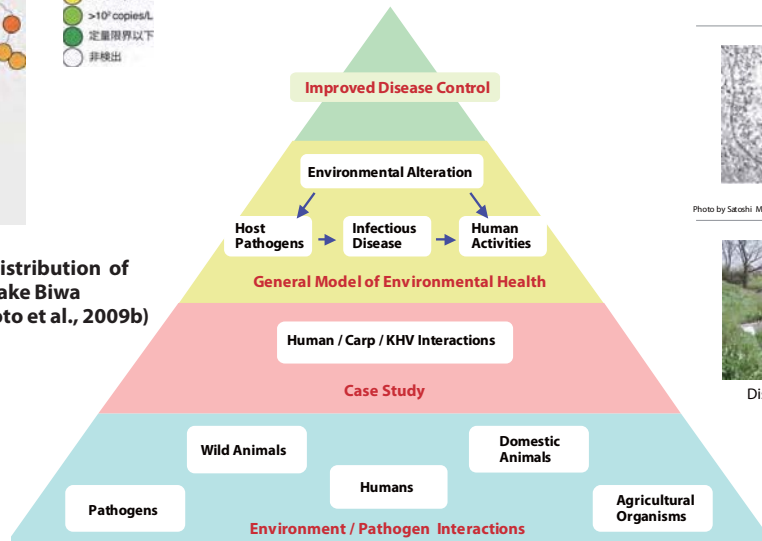 >10² copies/L
定量限界以下
非検出
istribution of
ake Biwa
oto et al., 2009b)
Improved Disease Control
Environmental Alteration
Host
Pathogens
Infectious
Disease
Human
Activities
General Model of Environmental Health
Human / Carp / KHV Interactions
Case Study
Wild Animals
Domestic
Animals
Humans
Pathogens
Agricultural
Organisms
Environment / Pathogen Interactions
Photo by Satoshi M
Di